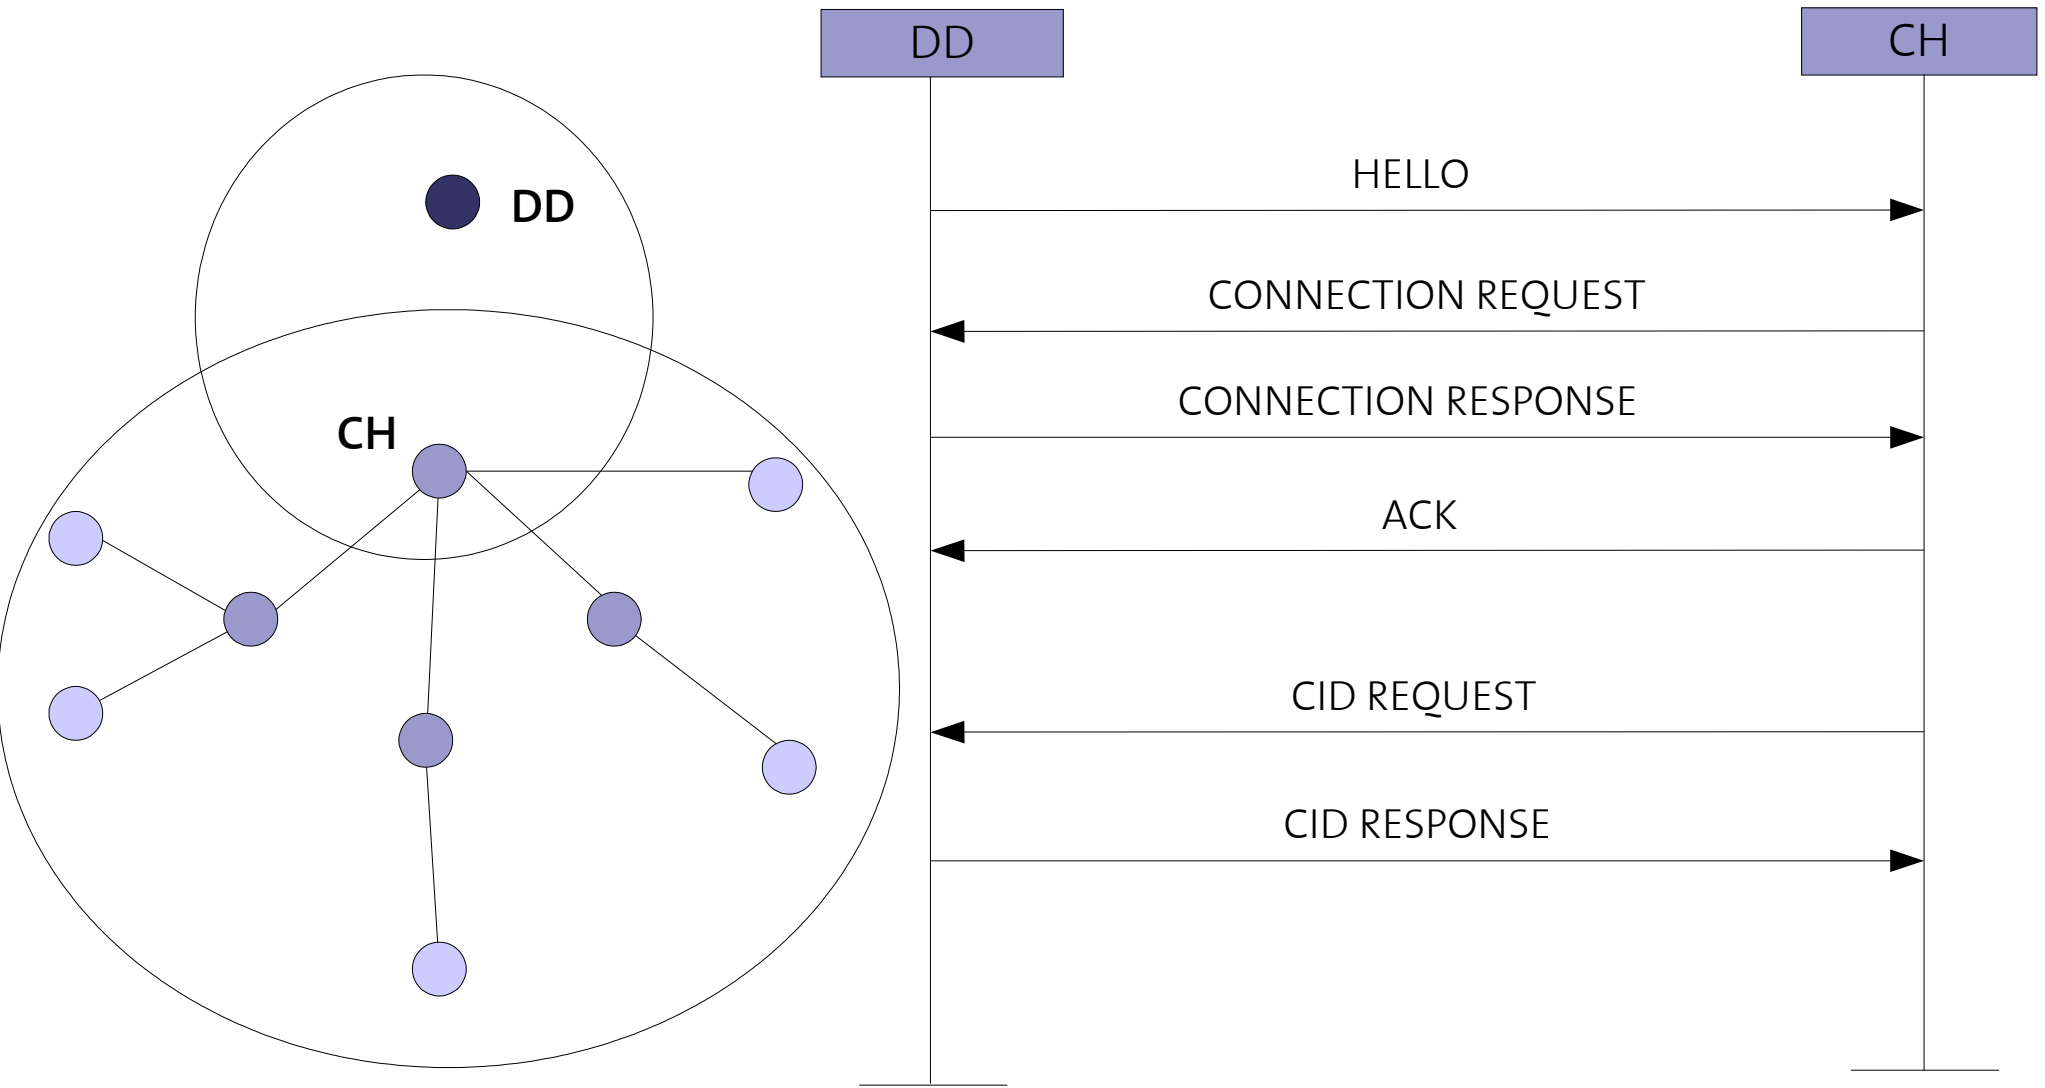 DD
CH
DD
CH
HELLO
CONNECTION REQUEST
CONNECTION RESPONSE
ACK
CID REQUEST
CID RESPONSE